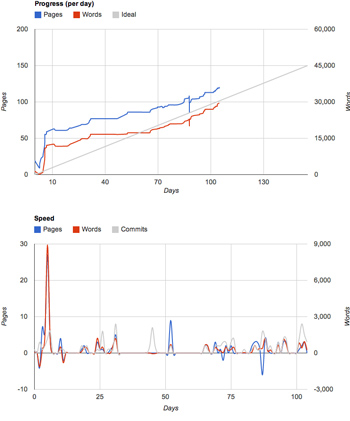 Progress (per day)
Pages Words Ideal
200 60,000
150 45,000
100 30,000
50 15,000
0 0
10 40 70 100 130
Pages
Words
Days
Speed
Pages Words Commits
30 9,000
20 6,000
10 3,000
0 0
-10 -3,000
0 25 50 75 100
Pages
Words
Days